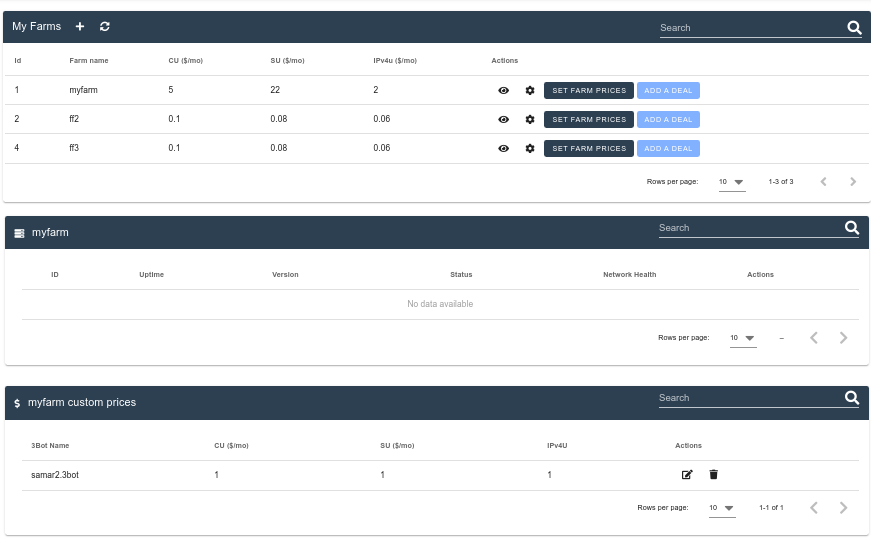 My Farms Search
Id Farm name CU ($/mo) SU ($/mo) IPv4u ($/mo) Actions
1 myfarm 5 22 2 SET FARM PRICES ADD A DEAL
2 ff2 0.1 0.08 0.06 SET FARM PRICES ADD A DEAL
4 ff3 0.1 0.08 0.06 SET FARM PRICES ADD A DEAL
Rows per page: 10 1-3 of 3
myfarm Search
ID Uptime Version Status Network Health Actions
No data available
Rows per page: 10 –
$ myfarm custom prices Search
3Bot Name CU ($/mo) SU ($/mo) IPv4U Actions
samar2.3bot 1 1 1
Rows per page: 10 1-1 of 1